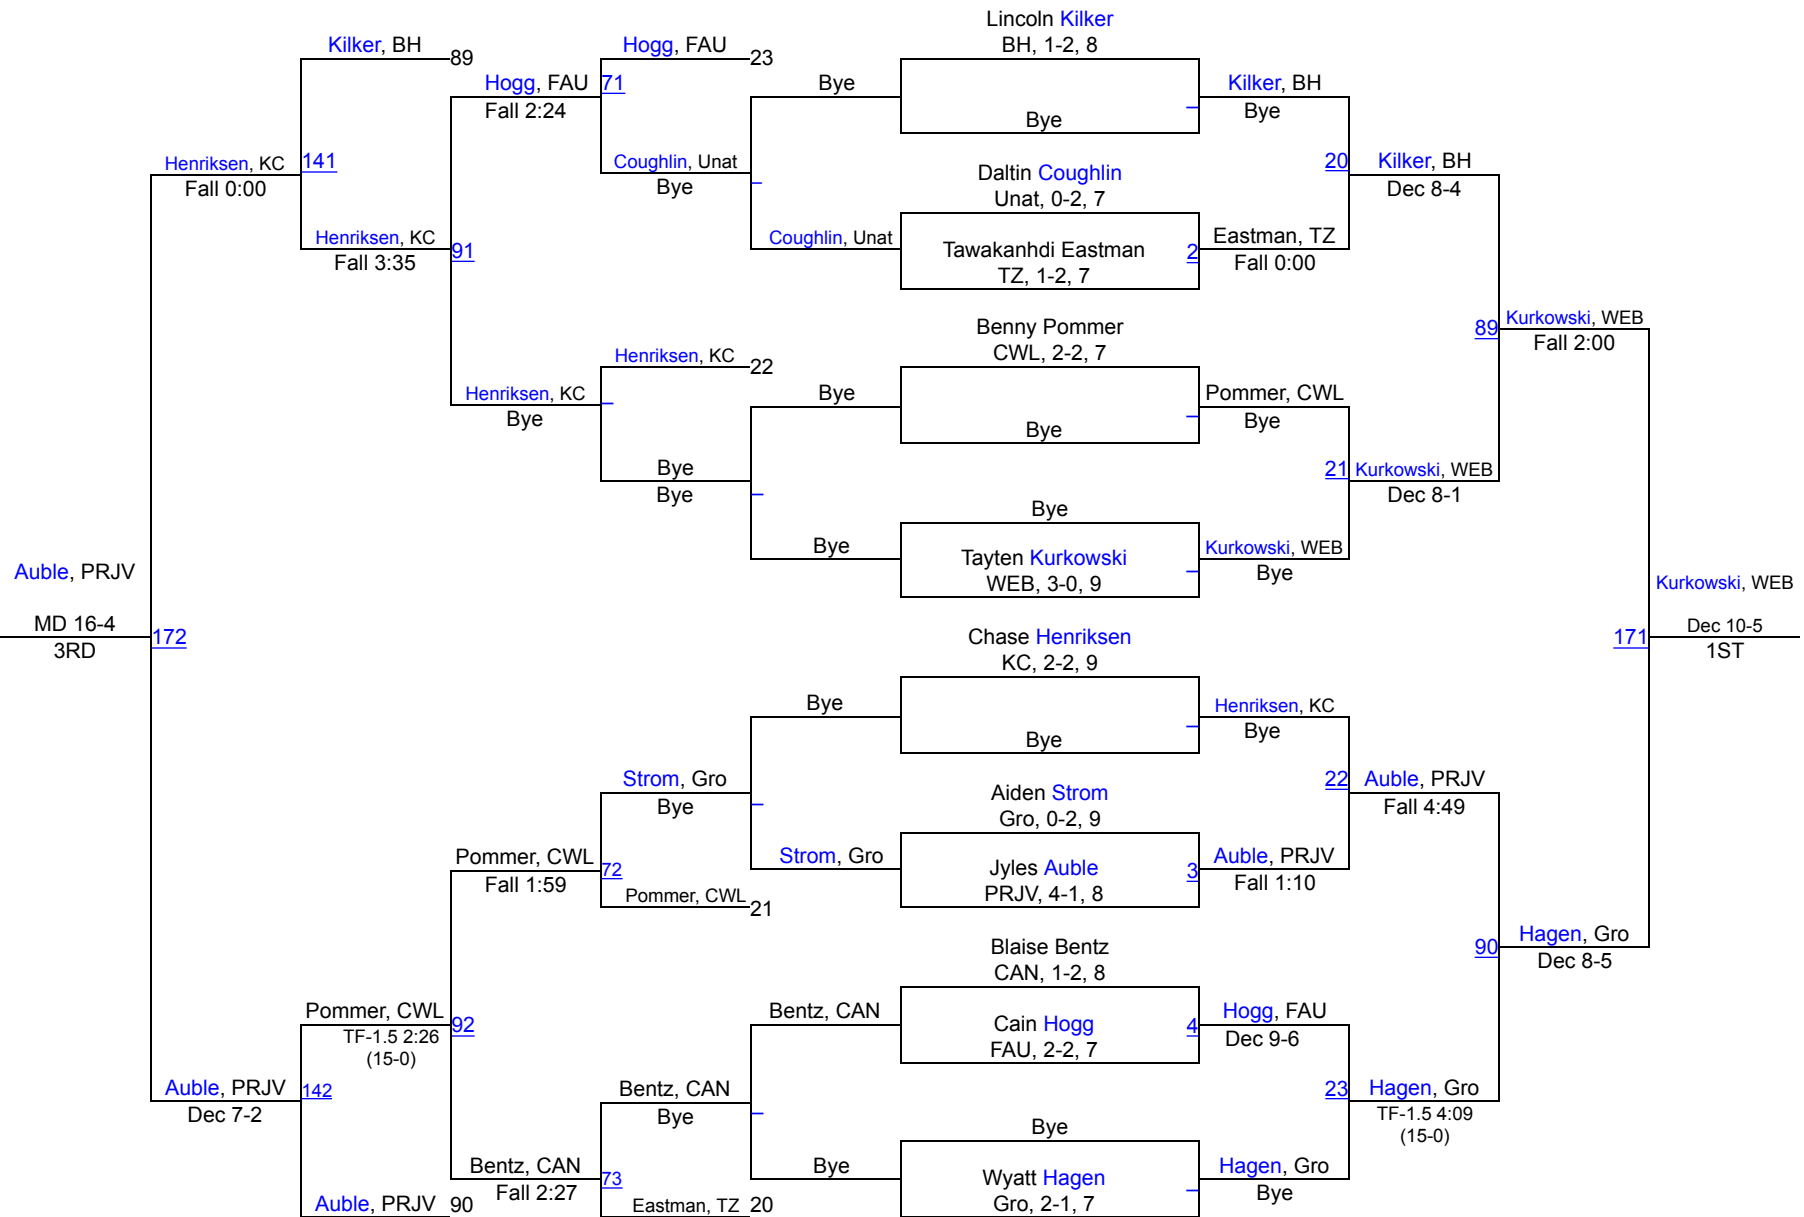 Lincoln Kilker
BH, 1-2, 8
Kilker, BH
89
Hogg, FAU
23
Hogg, FAU
71
Fall 2:24
Bye
Kilker, BH
Bye
Bye
Henriksen, KC
141
Fall 0:00
Coughlin, Unat
Bye
Daltin Coughlin
Unat, 0-2, 7
20
Kilker, BH
Dec 8-4
Henriksen, KC
Fall 3:35
91
Coughlin, Unat
Tawakanhdi Eastman
TZ, 1-2, 7
2
Eastman, TZ
Fall 0:00
Benny Pommer
CWL, 2-2, 7
89
Kurkowski, WEB
Fall 2:00
Henriksen, KC
22
Henriksen, KC
Bye
Bye
Bye
Pommer, CWL
Bye
Bye
Bye
21
Kurkowski, WEB
Dec 8-1
Bye
Bye
Tayten Kurkowski
WEB, 3-0, 9
Kurkowski, WEB
Bye
Auble, PRJV
MD 16-4
3RD
172
Kurkowski, WEB
171
Dec 10-5
1ST
Chase Henriksen
KC, 2-2, 9
Bye
Bye
Henriksen, KC
Bye
Strom, Gro
Bye
Aiden Strom
Gro, 0-2, 9
22
Auble, PRJV
Fall 4:49
Pommer, CWL
72
Fall 1:59
Strom, Gro
Jyles Auble
PRJV, 4-1, 8
3
Auble, PRJV
Fall 1:10
Pommer, CWL
21
Blaise Bentz
CAN, 1-2, 8
90
Hagen, Gro
Dec 8-5
Pommer, CWL
92
TF-1.5 2:26
(15-0)
Bentz, CAN
Cain Hogg
FAU, 2-2, 7
4
Hogg, FAU
Dec 9-6
Auble, PRJV
142
Dec 7-2
Bentz, CAN
Bye
23
Hagen, Gro
TF-1.5 4:09
(15-0)
Bye
Bentz, CAN
73
Fall 2:27
Bye
Wyatt Hagen
Gro, 2-1, 7
Hagen, Gro
Bye
Auble, PRJV
90
Eastman, TZ
20